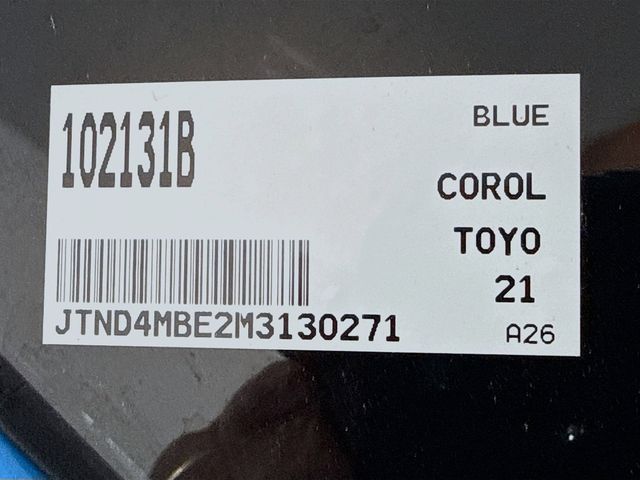 102131B
BLUE
COROL
TOYO
21
JTND4MBE2M3130271
A26